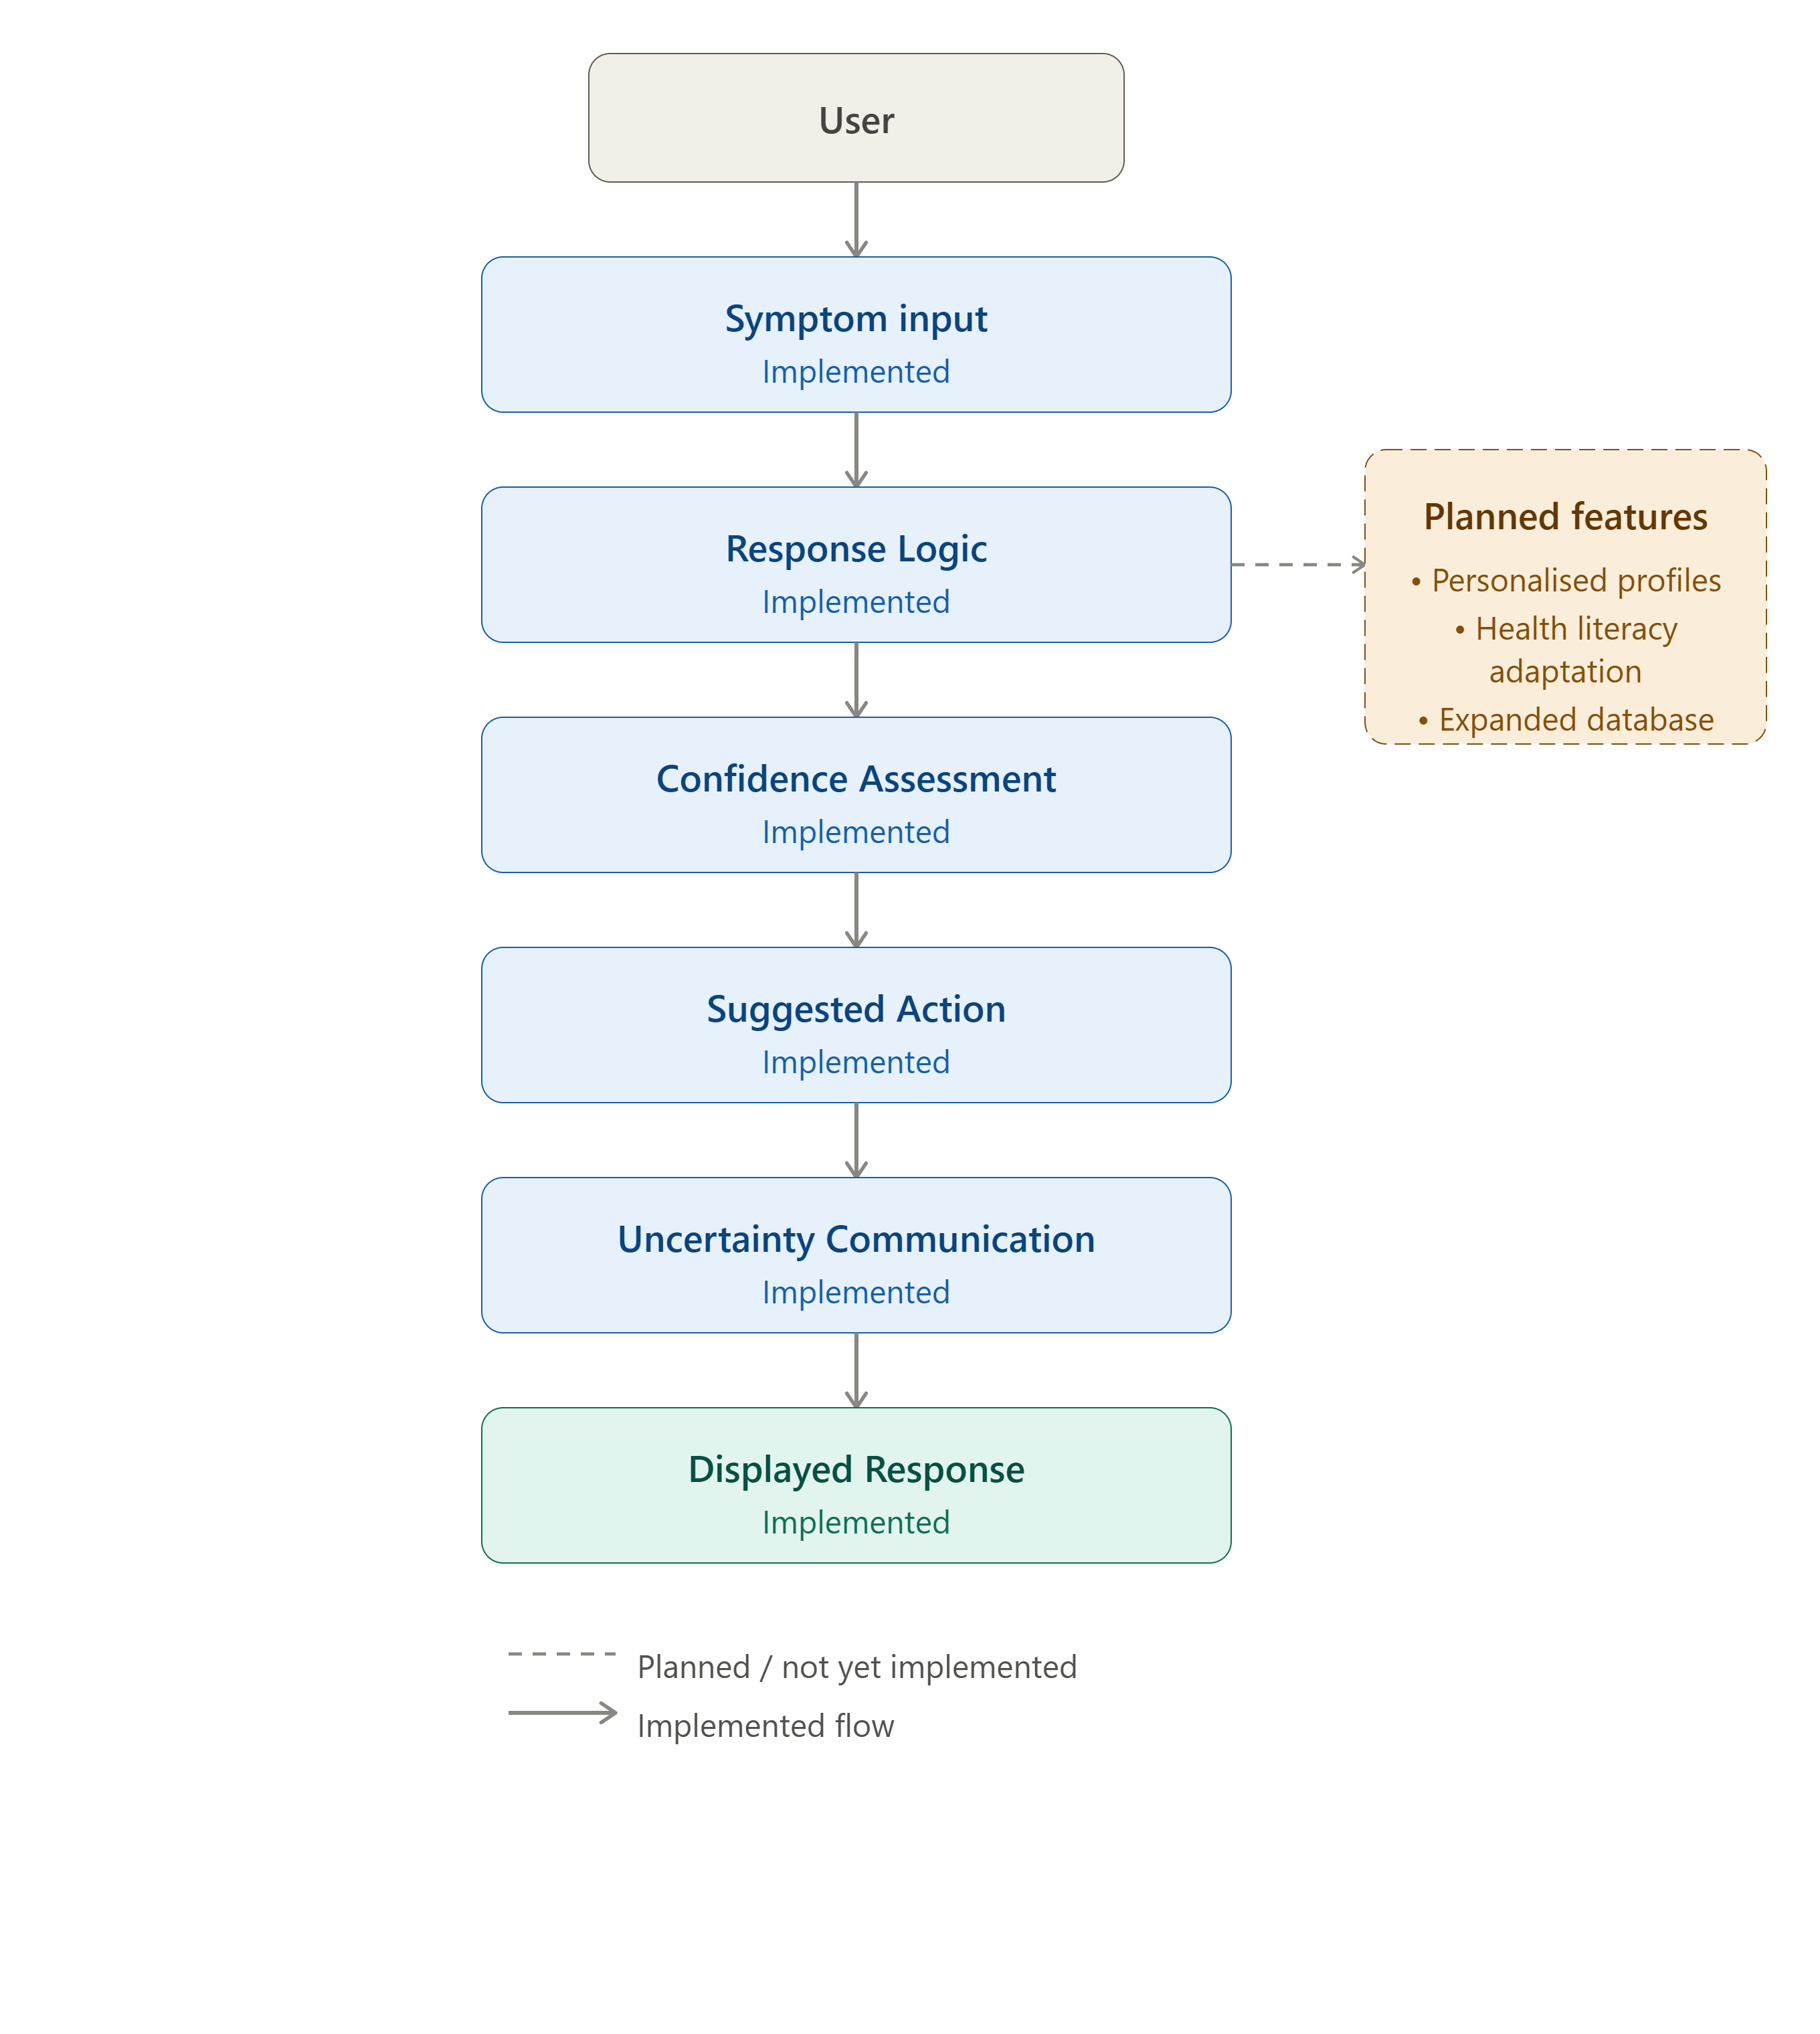 User
Symptom input
Implemented
Response Logic
Implemented
Planned features
• Personalised profiles
• Health literacy
adaptation
• Expanded database
Confidence Assessment
Implemented
Suggested Action
Implemented
Uncertainty Communication
Implemented
Displayed Response
Implemented
Planned / not yet implemented
Implemented flow